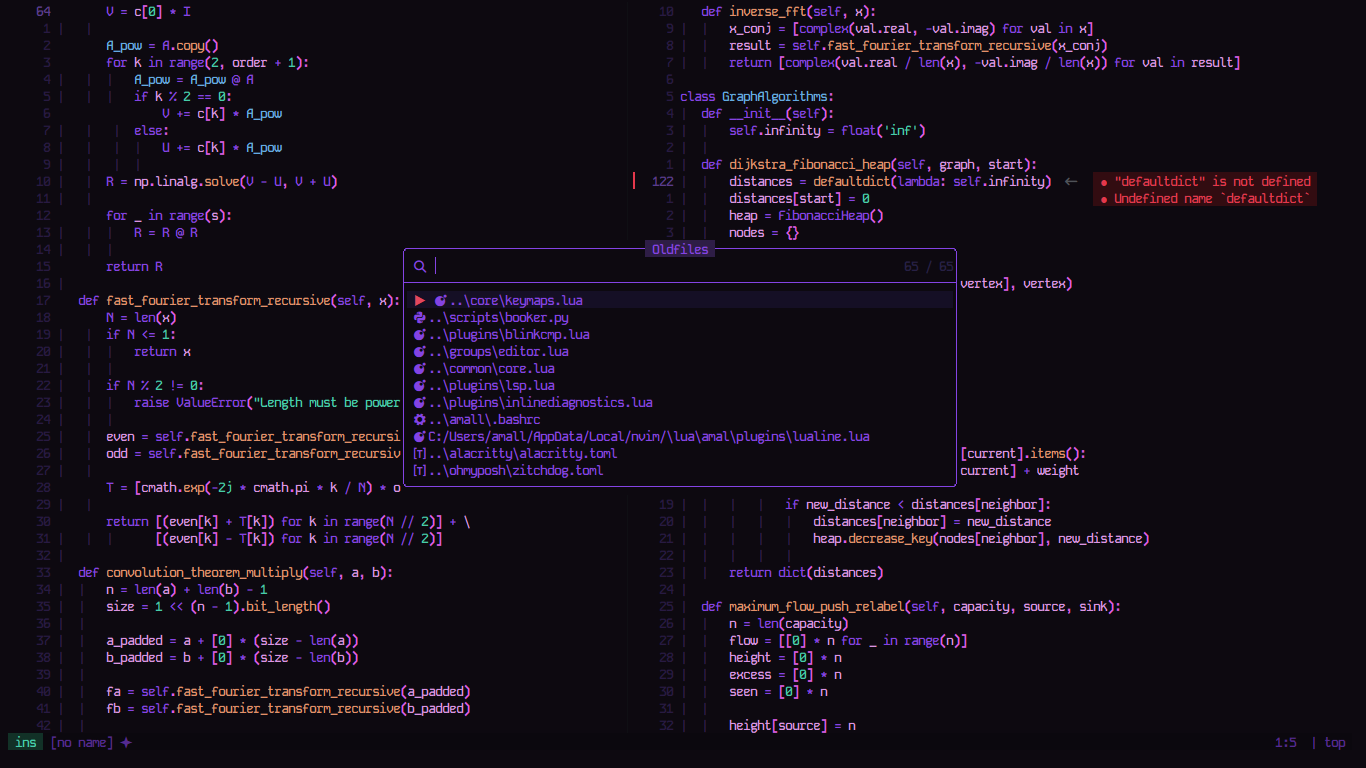 64 V = c[0] * I
1
2 A_pow = A.copy()
3 for k in range(2, order + 1):
4 A_pow = A_pow @ A
5 if k % 2 == 0:
6 V += c[k] * A_pow
7 else:
8 U += c[k] * A_pow
9
10 R = np.linalg.solve(V - U, V + U)
11
12 for _ in range(s):
13 R = R @ R
14
15 return R
16
17 def fast_fourier_transform_recursive(self, x):
18 N = len(x)
19 if N <= 1:
20 return x
21
22 if N % 2 != 0:
23 raise ValueError("Length must be power
24
25 even = self.fast_fourier_transform_recursi
26 odd = self.fast_fourier_transform_recursiv
27
28 T = [cmath.exp(-2j * cmath.pi * k / N) * o
29
30 return [(even[k] + T[k]) for k in range(N // 2)] + \
31 [(even[k] - T[k]) for k in range(N // 2)]
32
33 def convolution_theorem_multiply(self, a, b):
34 n = len(a) + len(b) - 1
35 size = 1 << (n - 1).bit_length()
36
37 a_padded = a + [0] * (size - len(a))
38 b_padded = b + [0] * (size - len(b))
39
40 fa = self.fast_fourier_transform_recursive(a_padded)
41 fb = self.fast_fourier_transform_recursive(b_padded)
42
10 def inverse_fft(self, x):
9 x_conj = [complex(val.real, -val.imag) for val in x]
8 result = self.fast_fourier_transform_recursive(x_conj)
7 return [complex(val.real / len(x), -val.imag / len(x)) for val in result]
6
5 class GraphAlgorithms:
4 def __init__(self):
3 self.infinity = float('inf')
2
1 def dijkstra_fibonacci_heap(self, graph, start):
122 distances = defaultdict(lambda: self.infinity) ← ● "defaultdict" is not defined
1 distances[start] = 0 ● Undefined name `defaultdict`
2 heap = FibonacciHeap()
3 nodes = {}
vertex], vertex)
[current].items():
current] + weight
19 if new_distance < distances[neighbor]:
20 distances[neighbor] = new_distance
21 heap.decrease_key(nodes[neighbor], new_distance)
22
23 return dict(distances)
24
25 def maximum_flow_push_relabel(self, capacity, source, sink):
26 n = len(capacity)
27 flow = [[0] * n for _ in range(n)]
28 height = [0] * n
29 excess = [0] * n
30 seen = [0] * n
31
32 height[source] = n
Oldfiles
65 / 65
..\core\keymaps.lua
..\scripts\booker.py
..\plugins\blinkcmp.lua
..\groups\editor.lua
..\common\core.lua
..\plugins\lsp.lua
..\plugins\inlinediagnostics.lua
..\amall\.bashrc
C:/Users/amall/AppData/Local/nvim/\lua\amal\plugins\lualine.lua
[T]..\alacritty\alacritty.toml
[T]..\ohmyposh\zitchdog.toml
ins [no name] 1:5 | top